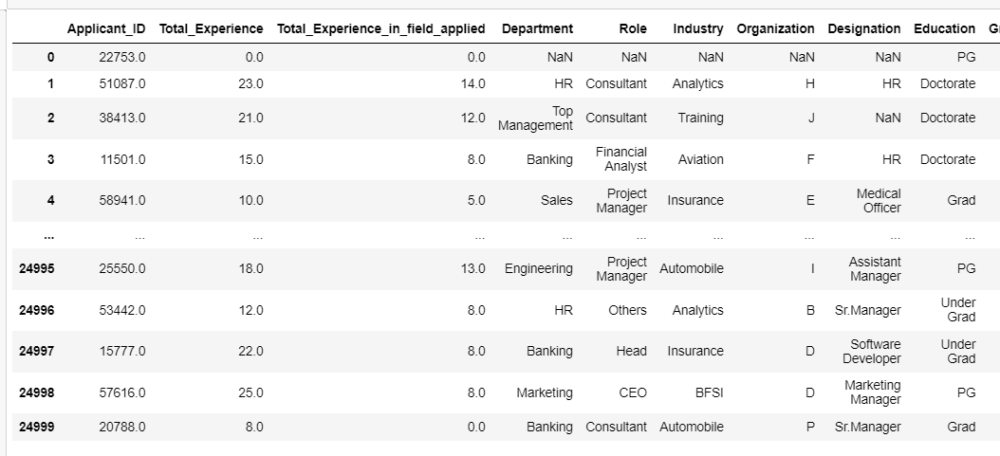 Applicant_ID Total_Experience Total_Experience_in_field_applied Department Role Industry Organization Designation Education G
0 22753.0 0.0 0.0 NaN NaN NaN NaN NaN PG
1 51087.0 23.0 14.0 HR Consultant Analytics H HR Doctorate
2 38413.0 21.0 12.0 Top Management Consultant Training J NaN Doctorate
3 11501.0 15.0 8.0 Banking Financial Analyst Aviation F HR Doctorate
4 58941.0 10.0 5.0 Sales Project Manager Insurance E Medical Officer Grad
... ... ... ... ... ... ... ... ... ...
24995 25550.0 18.0 13.0 Engineering Project Manager Automobile I Assistant Manager PG
24996 53442.0 12.0 8.0 HR Others Analytics B Sr.Manager Under Grad
24997 15777.0 22.0 8.0 Banking Head Insurance D Software Developer Under Grad
24998 57616.0 25.0 8.0 Marketing CEO BFSI D Marketing Manager PG
24999 20788.0 8.0 0.0 Banking Consultant Automobile P Sr.Manager Grad